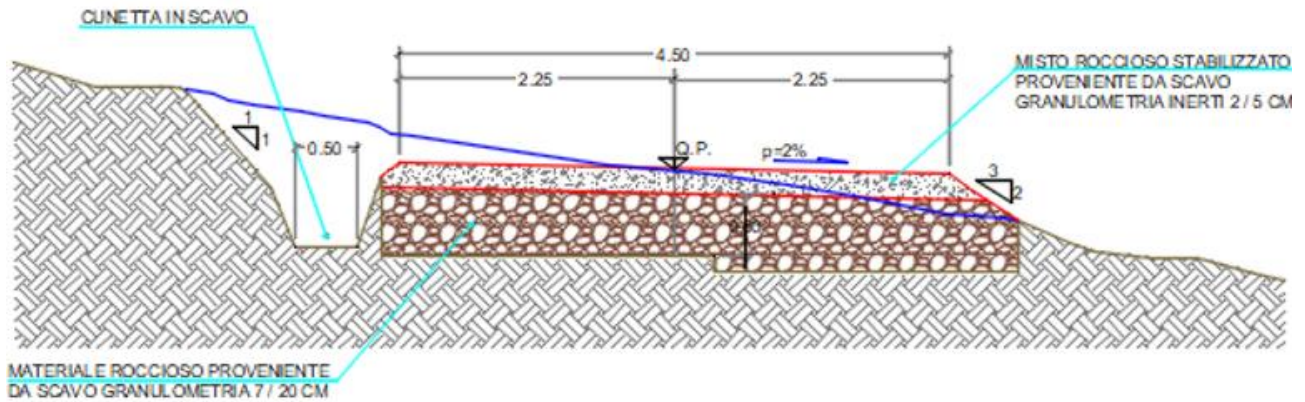 CUNETTA IN SCAVO
4.50
2.25
2.25
MISTO ROCCIOSO STABILIZZATO
PROVENIENTE DA SCAVO
GRANULOMETRIA INERTI 2 / 5 CM
1
1
0.50
Q.P.
p=2%
3
2
MATERIALE ROCCIOSO PROVENIENTE
DA SCAVO GRANULOMETRIA 7 / 20 CM